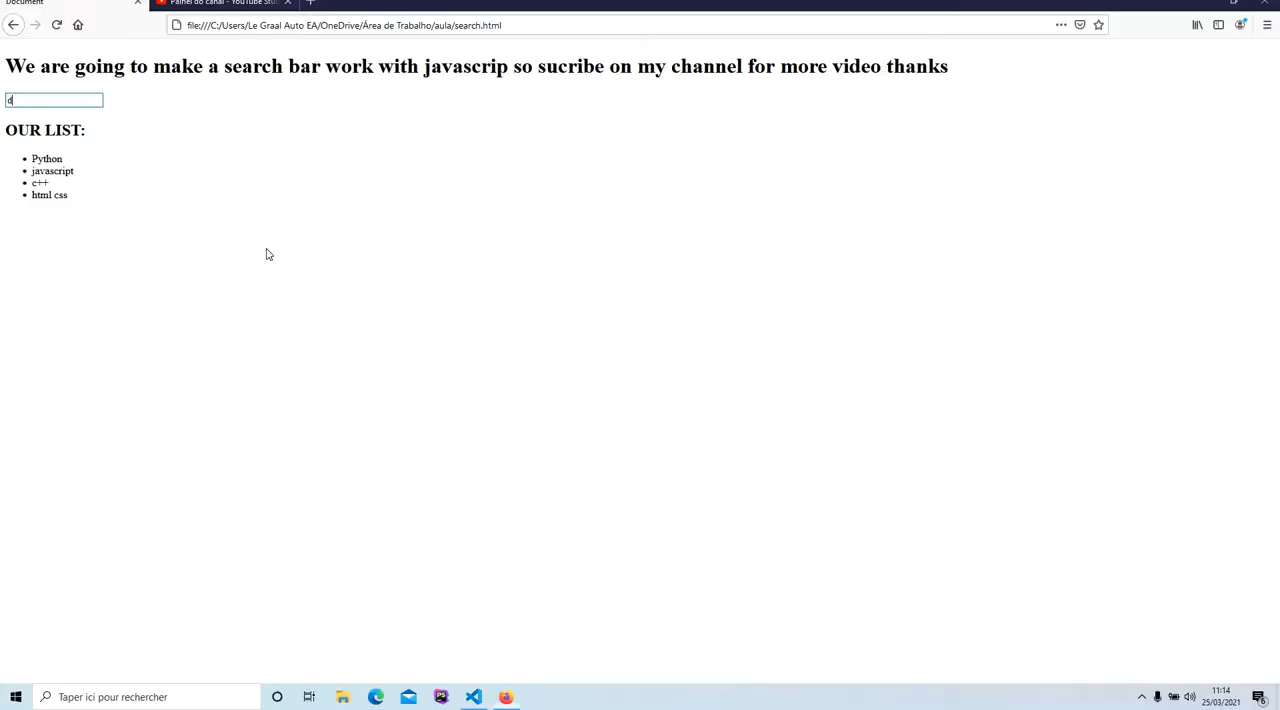 Document
Painel do canal - YouTube Stu
file:///C:/Users/Le Graal Auto EA/OneDrive/Área de Trabalho/aula/search.html
We are going to make a search bar work with javascrip so sucribe on my channel for more video thanks
d
OUR LIST:
Python
javascript
c++
html css
Taper ici pour rechercher
PS
11:14
25/03/2021
6